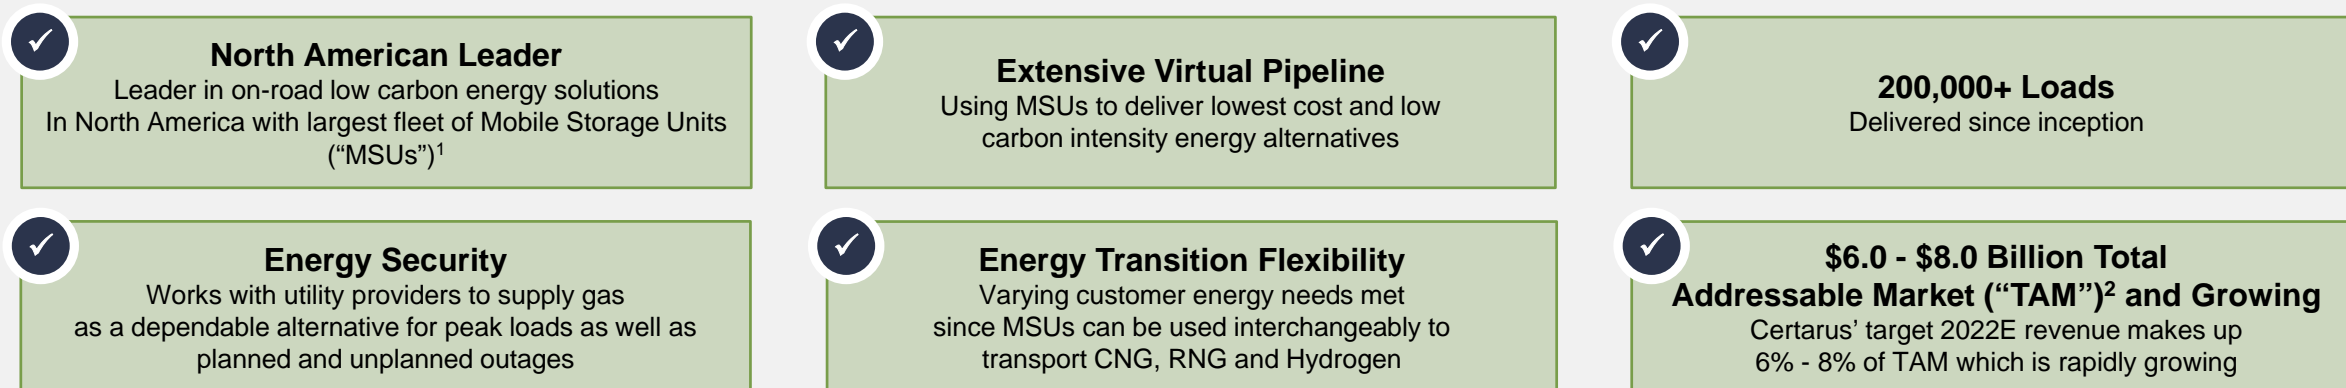 North American Leader
Leader in on-road low carbon energy solutions
In North America with largest fleet of Mobile Storage Units
(“MSUs”)¹
Extensive Virtual Pipeline
Using MSUs to deliver lowest cost and low
carbon intensity energy alternatives
200,000+ Loads
Delivered since inception
Energy Security
Works with utility providers to supply gas
as a dependable alternative for peak loads as well as
planned and unplanned outages
Energy Transition Flexibility
Varying customer energy needs met
since MSUs can be used interchangeably to
transport CNG, RNG and Hydrogen
$6.0 - $8.0 Billion Total
Addressable Market (“TAM”)² and Growing
Certarus’ target 2022E revenue makes up
6% - 8% of TAM which is rapidly growing